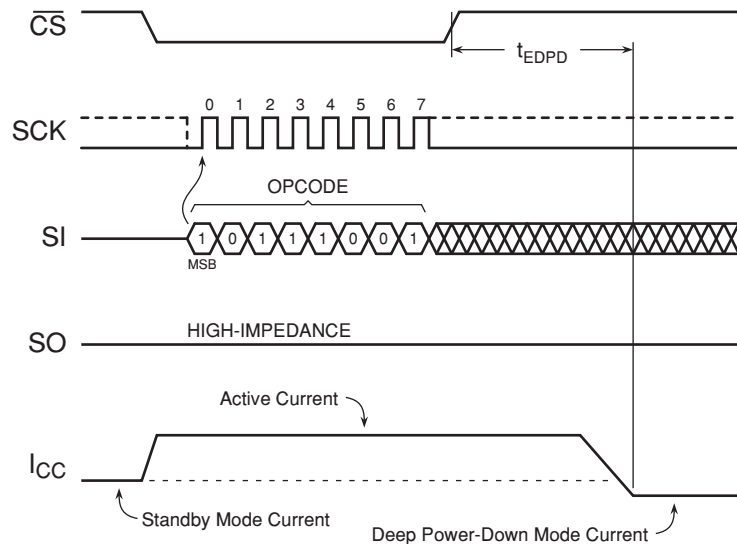 CS
tEDPD
0 1 2 3 4 5 6 7
SCK
OPCODE
SI
1 0 1 1 1 0 0 1
MSB
HIGH-IMPEDANCE
SO
Active Current
ICC
Standby Mode Current
Deep Power-Down Mode Current